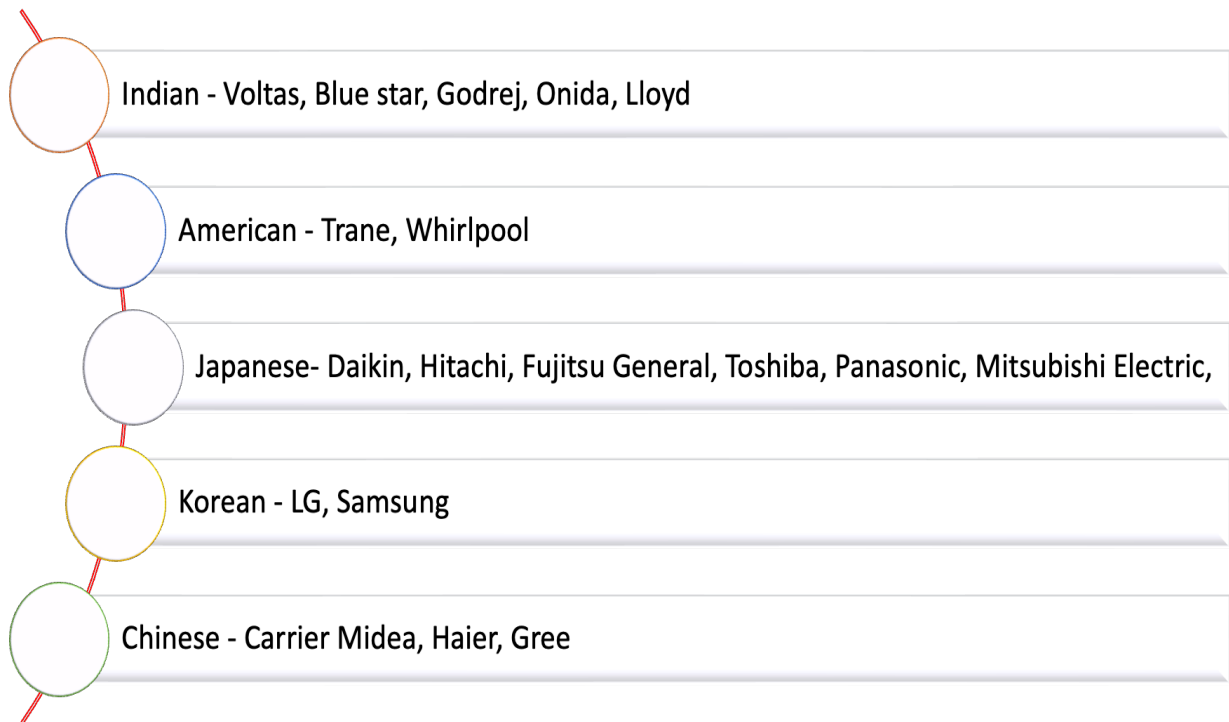 Indian - Voltas, Blue star, Godrej, Onida, Lloyd
American - Trane, Whirlpool
Japanese- Daikin, Hitachi, Fujitsu General, Toshiba, Panasonic, Mitsubishi Electric,
Korean - LG, Samsung
Chinese - Carrier Midea, Haier, Gree